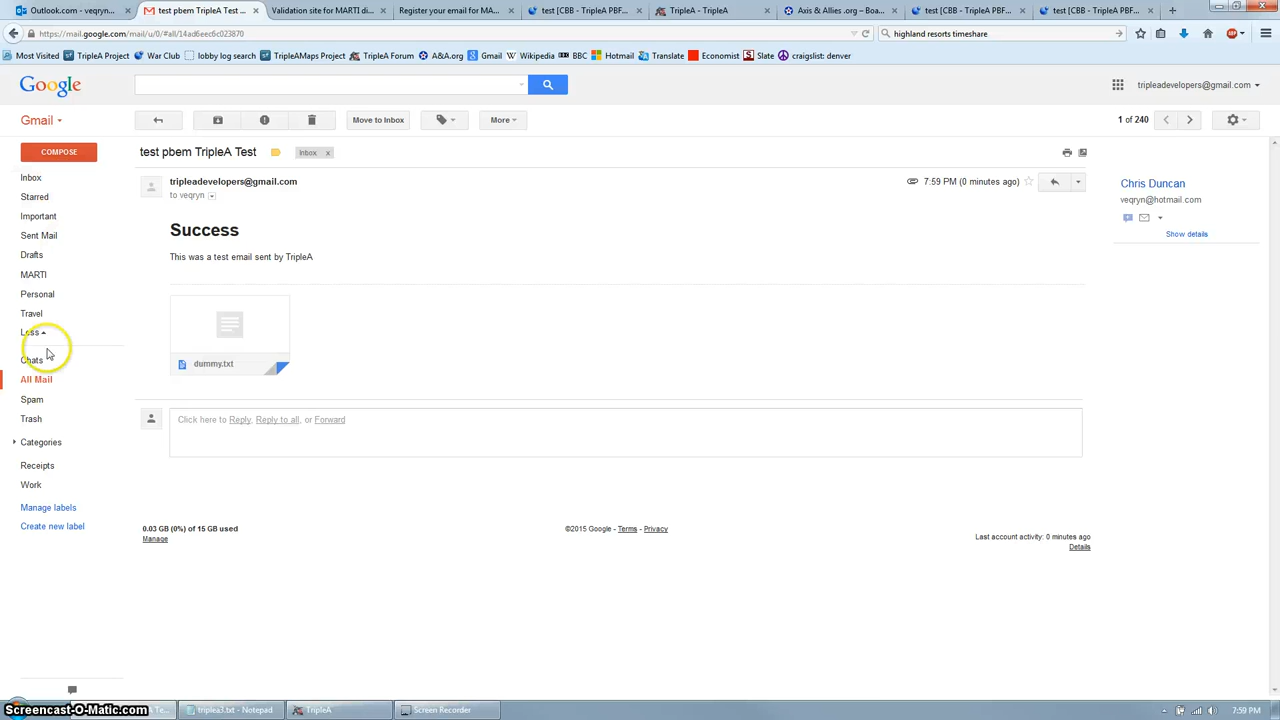 Outlook.com - veqryn... × test pbem TripleA Test ... × Validation site for MARTI di... × Register your email for MA... × test [CBB - TripleA PBF... × TripleA - TripleA × Axis & Allies .org – Boa... × test [CBB - TripleA PBF... × test [CBB - TripleA PBF... × +
https://mail.google.com/mail/u/0/#all/14ad6eec6c023870 highland resorts timeshare
Most Visited TripleA Project War Club lobby log search TripleAMaps Project TripleA Forum A&A.org Gmail Wikipedia BBC Hotmail Translate Economist Slate craigslist: denver
Google tripleadevelopers@gmail.com
Gmail Move to Inbox More 1 of 240
COMPOSE
test pbem TripleA Test Inbox x
Inbox
Starred
Important
Sent Mail
Drafts
MARTI
Personal
Travel
Less
Chats
All Mail
Spam
Trash
Categories
Receipts
Work
Manage labels
Create new label
tripleadevelopers@gmail.com 7:59 PM (0 minutes ago)
to veqryn
Success
This was a test email sent by TripleA
dummy.txt
Click here to Reply, Reply to all, or Forward
Chris Duncan
veqryn@hotmail.com
Show details
0.03 GB (0%) of 15 GB used
Manage
©2015 Google - Terms - Privacy
Last account activity: 0 minutes ago
Details
Screencast-O-Matic.com Te... triplea3.txt - Notepad TripleA Screen Recorder 7:59 PM